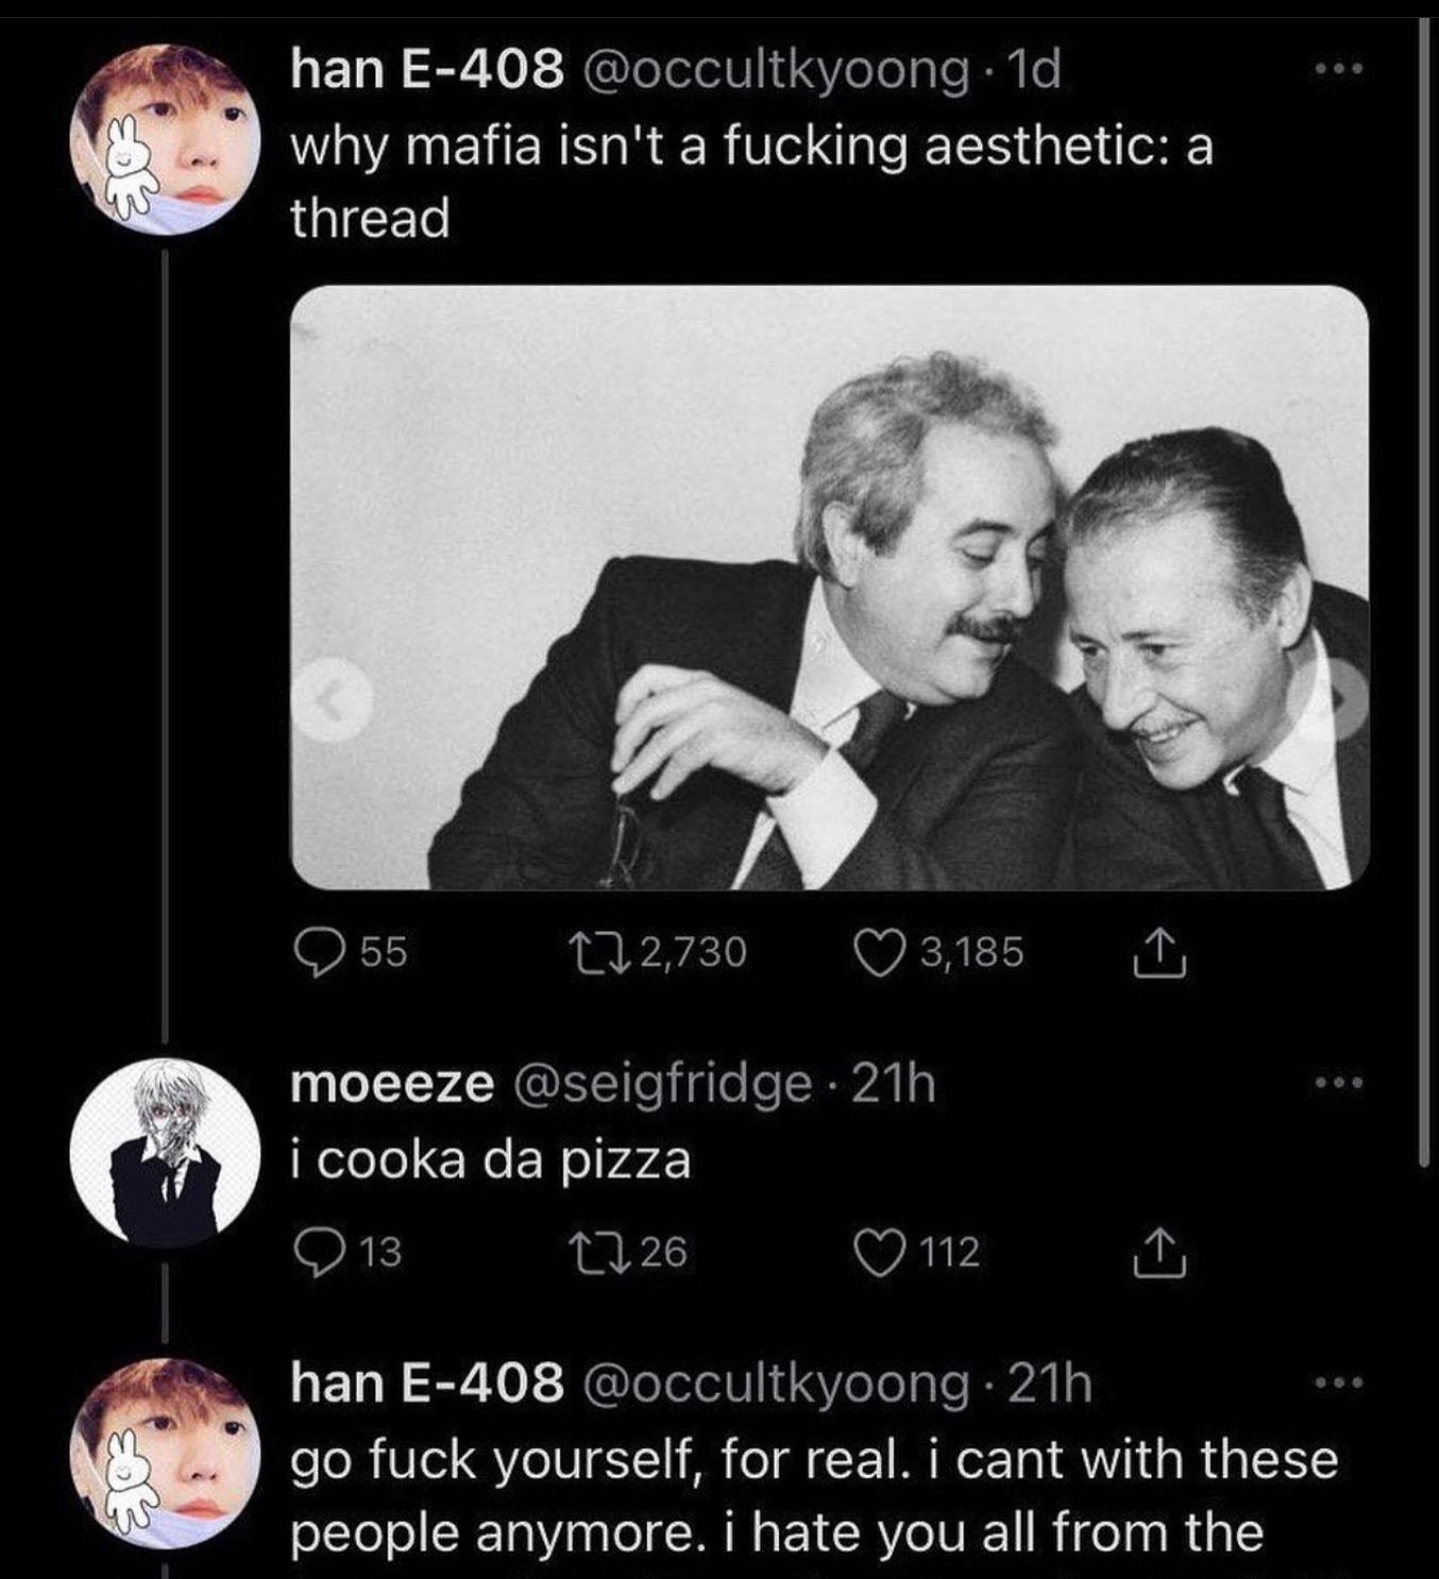 han E-408 @occultkyoong · 1d
why mafia isn't a fucking aesthetic: a
thread
55 2,730 3,185
moeeze @seigfridge · 21h
i cooka da pizza
13 26 112
han E-408 @occultkyoong · 21h
go fuck yourself, for real. i cant with these
people anymore. i hate you all from the